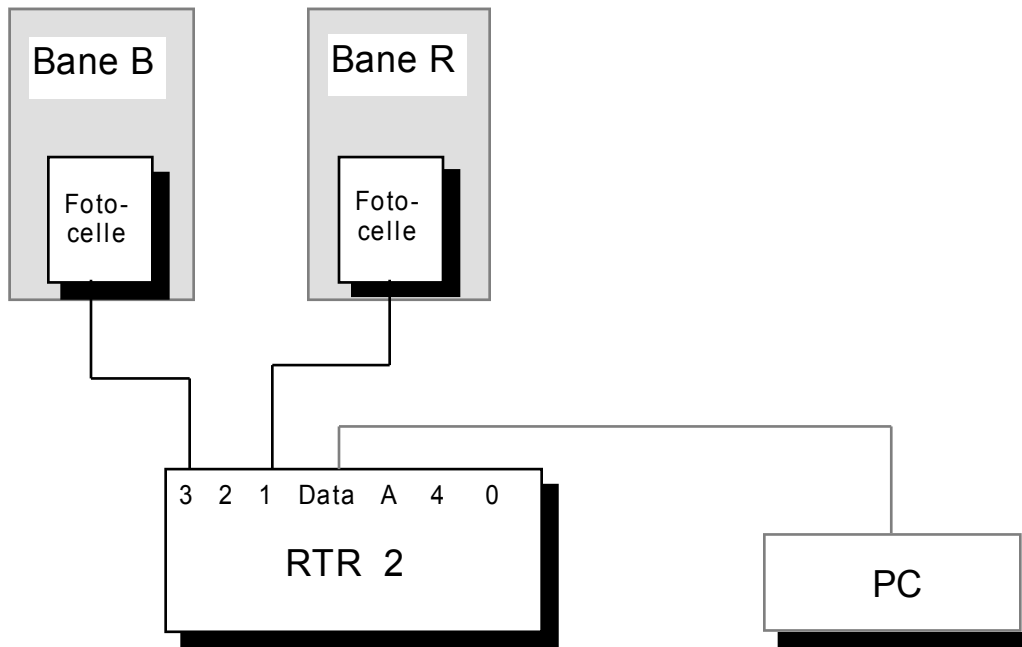 Bane B
Bane R
Foto-
celle
Foto-
celle
3 2 1 Data A 4 0
RTR 2
PC